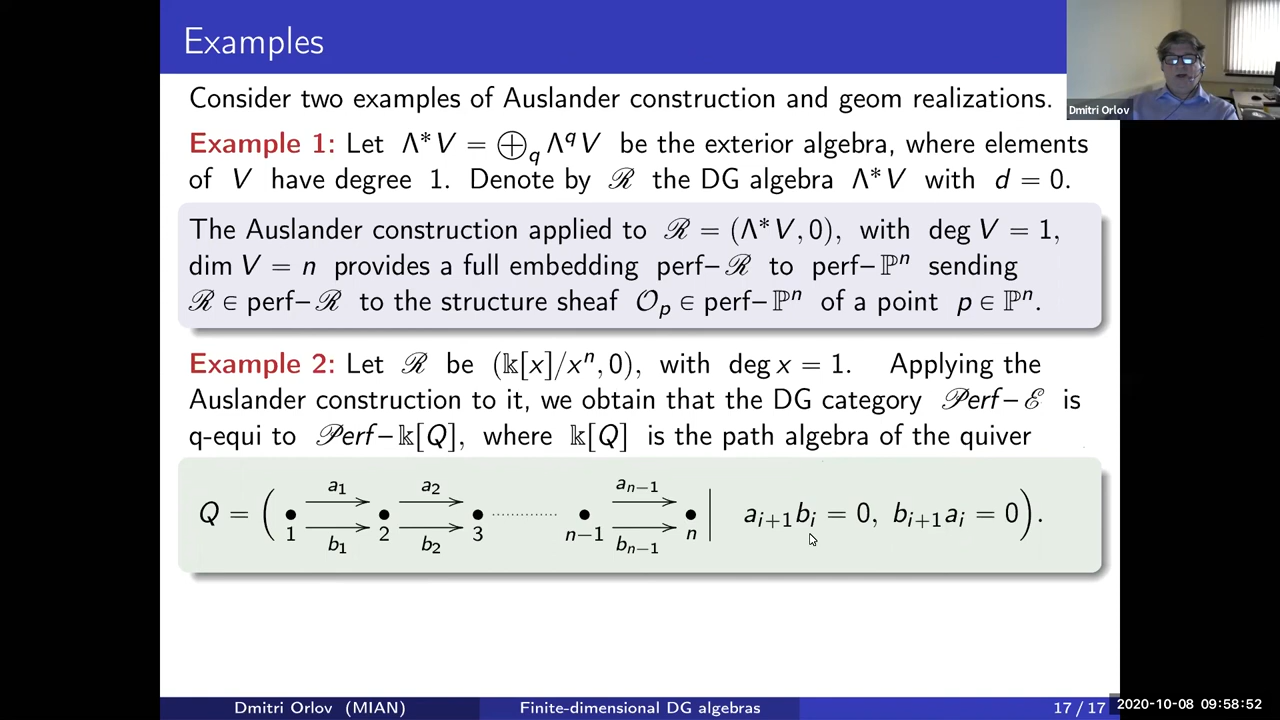 Examples
Dmitri Orlov
Consider two examples of Auslander construction and geom realizations.
Example 1: Let Λ*V = ⊕_q Λ^q V be the exterior algebra, where elements
of V have degree 1. Denote by ℛ the DG algebra Λ*V with d = 0.
The Auslander construction applied to ℛ = (Λ*V, 0), with deg V = 1,
dim V = n provides a full embedding perf–ℛ to perf–ℙⁿ sending
ℛ ∈ perf–ℛ to the structure sheaf 𝒪_p ∈ perf–ℙⁿ of a point p ∈ ℙⁿ.
Example 2: Let ℛ be (𝕜[x]/xⁿ, 0), with deg x = 1. Applying the
Auslander construction to it, we obtain that the DG category 𝒫erf–ℰ is
q-equi to 𝒫erf–𝕜[Q], where 𝕜[Q] is the path algebra of the quiver
a₁ a₂ a_{n−1}
Q = ( • • • ........... • • | a_{i+1}b_i = 0, b_{i+1}a_i = 0 ).
1 2 3 n−1 n
b₁ b₂ b_{n−1}
Dmitri Orlov (MIAN) Finite-dimensional DG algebras 17 / 17
2020-10-08 09:58:52